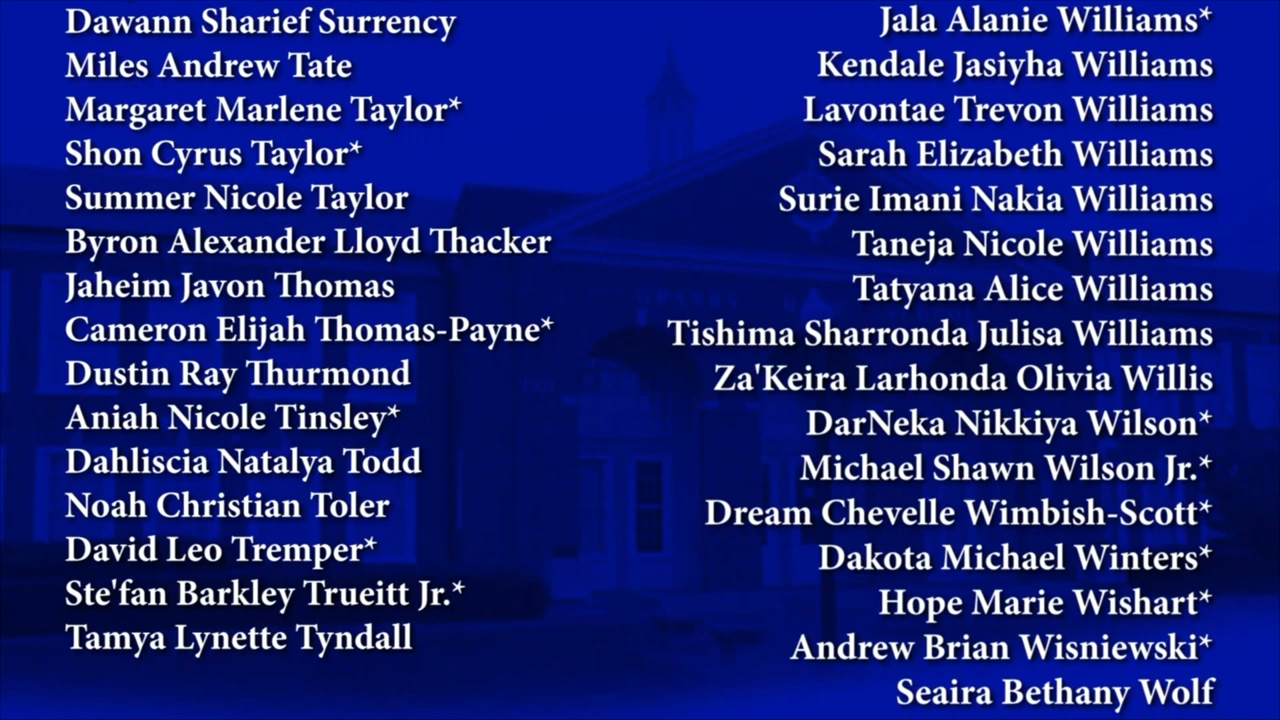 Dawann Sharief Surrency
Miles Andrew Tate
Margaret Marlene Taylor*
Shon Cyrus Taylor*
Summer Nicole Taylor
Byron Alexander Lloyd Thacker
Jaheim Javon Thomas
Cameron Elijah Thomas-Payne*
Dustin Ray Thurmond
Aniah Nicole Tinsley*
Dahliscia Natalya Todd
Noah Christian Toler
David Leo Tremper*
Ste'fan Barkley Trueitt Jr.*
Tamya Lynette Tyndall
Jala Alanie Williams*
Kendale Jasiyha Williams
Lavontae Trevon Williams
Sarah Elizabeth Williams
Surie Imani Nakia Williams
Taneja Nicole Williams
Tatyana Alice Williams
Tishima Sharronda Julisa Williams
Za'Keira Larhonda Olivia Willis
DarNeka Nikkiya Wilson*
Michael Shawn Wilson Jr.*
Dream Chevelle Wimbish-Scott*
Dakota Michael Winters*
Hope Marie Wishart*
Andrew Brian Wisniewski*
Seaira Bethany Wolf